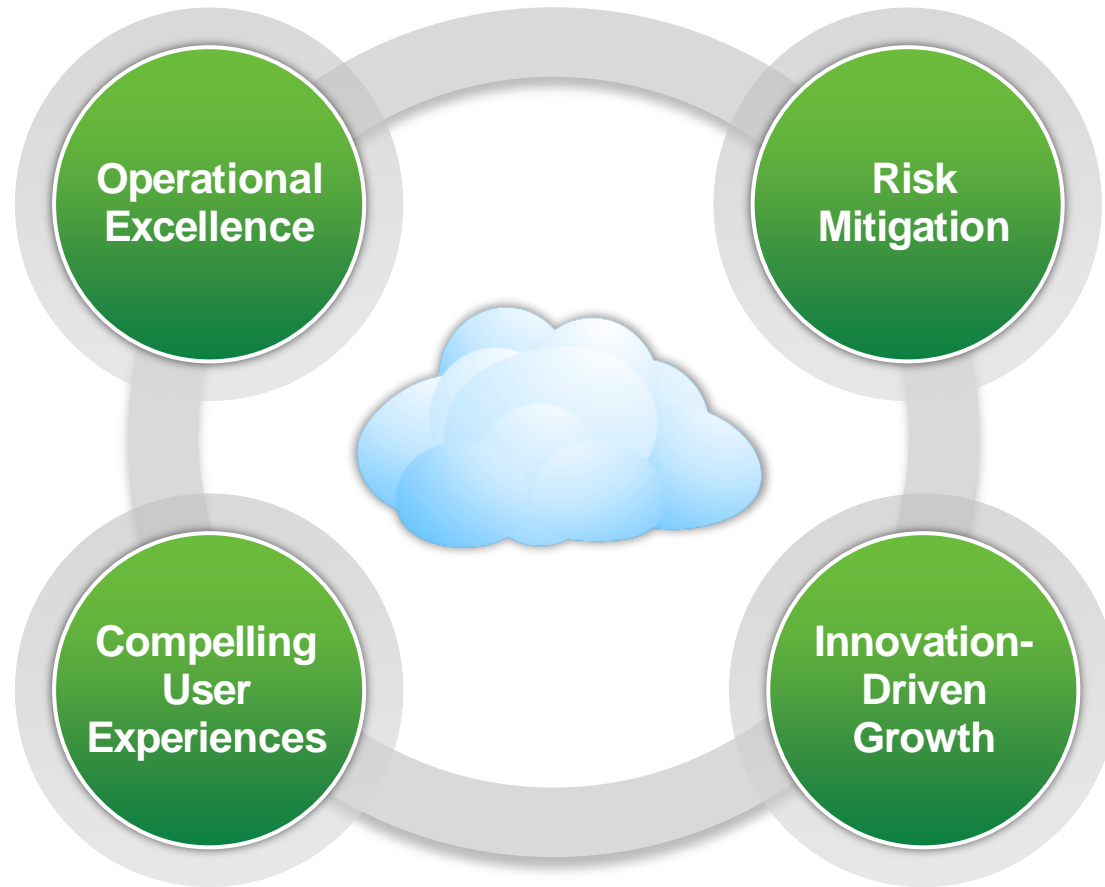 Operational
Excellence
Risk
Mitigation
Compelling
User
Experiences
Innovation-
Driven
Growth